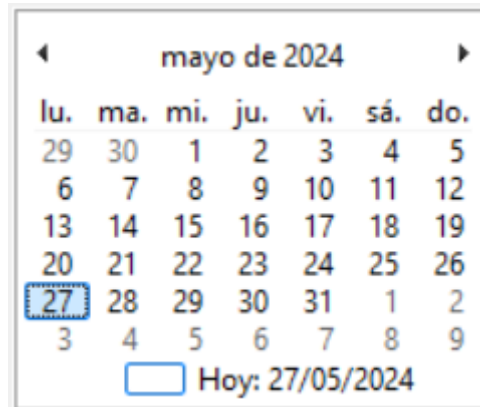 mayo de 2024
lu. ma. mi. ju. vi. sá. do.
29 30 1 2 3 4 5
6 7 8 9 10 11 12
13 14 15 16 17 18 19
20 21 22 23 24 25 26
27 28 29 30 31 1 2
3 4 5 6 7 8 9
Hoy: 27/05/2024